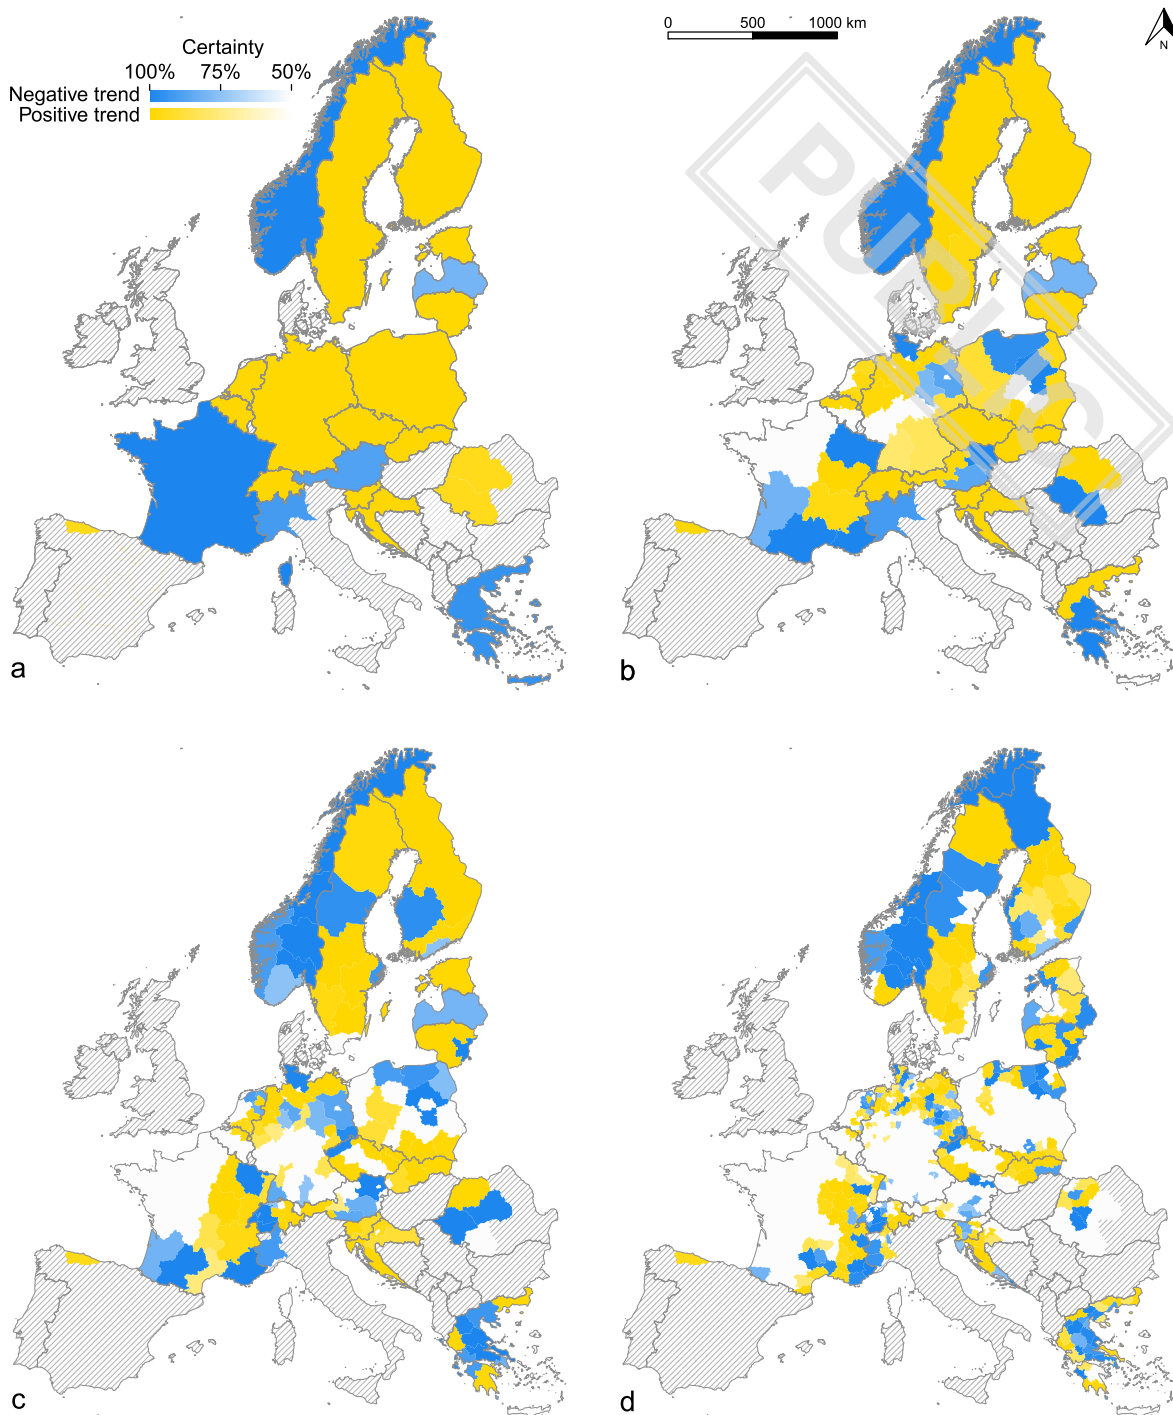 Certainty
100% 75% 50%
Negative trend
Positive trend
0 500 1000 km
N
a
b
c
d